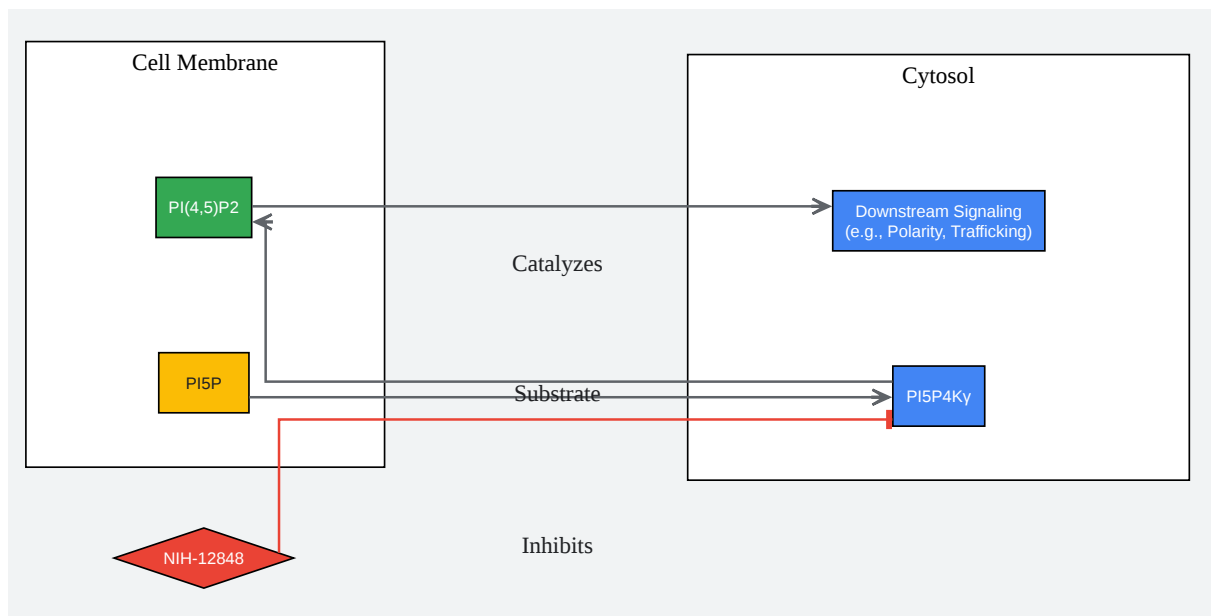 Cell Membrane
Cytosol
PI(4,5)P2
Downstream Signaling
(e.g., Polarity, Trafficking)
Catalyzes
PI5P
Substrate
PI5P4Kγ
Inhibits
NIH-12848